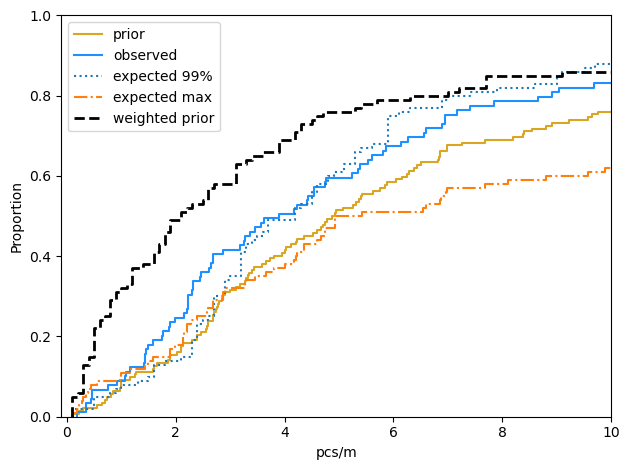 1.0
0.8
0.6
0.4
0.2
0.0
Proportion
prior
observed
expected 99%
expected max
weighted prior
0 2 4 6 8 10
pcs/m